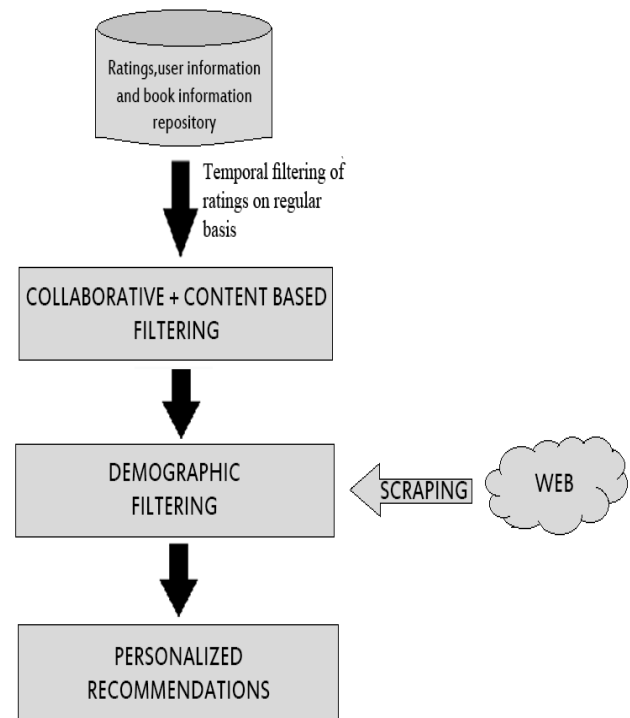 Ratings,user information
and book information
repository
Temporal filtering of
ratings on regular
basis
COLLABORATIVE + CONTENT BASED
FILTERING
DEMOGRAPHIC
FILTERING
SCRAPING
WEB
PERSONALIZED
RECOMMENDATIONS